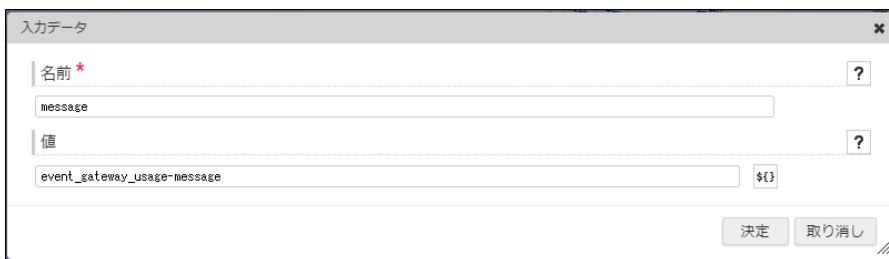 入力データ
名前*
?
message
値
?
event_gateway_usage-message
${}
決定
取り消し